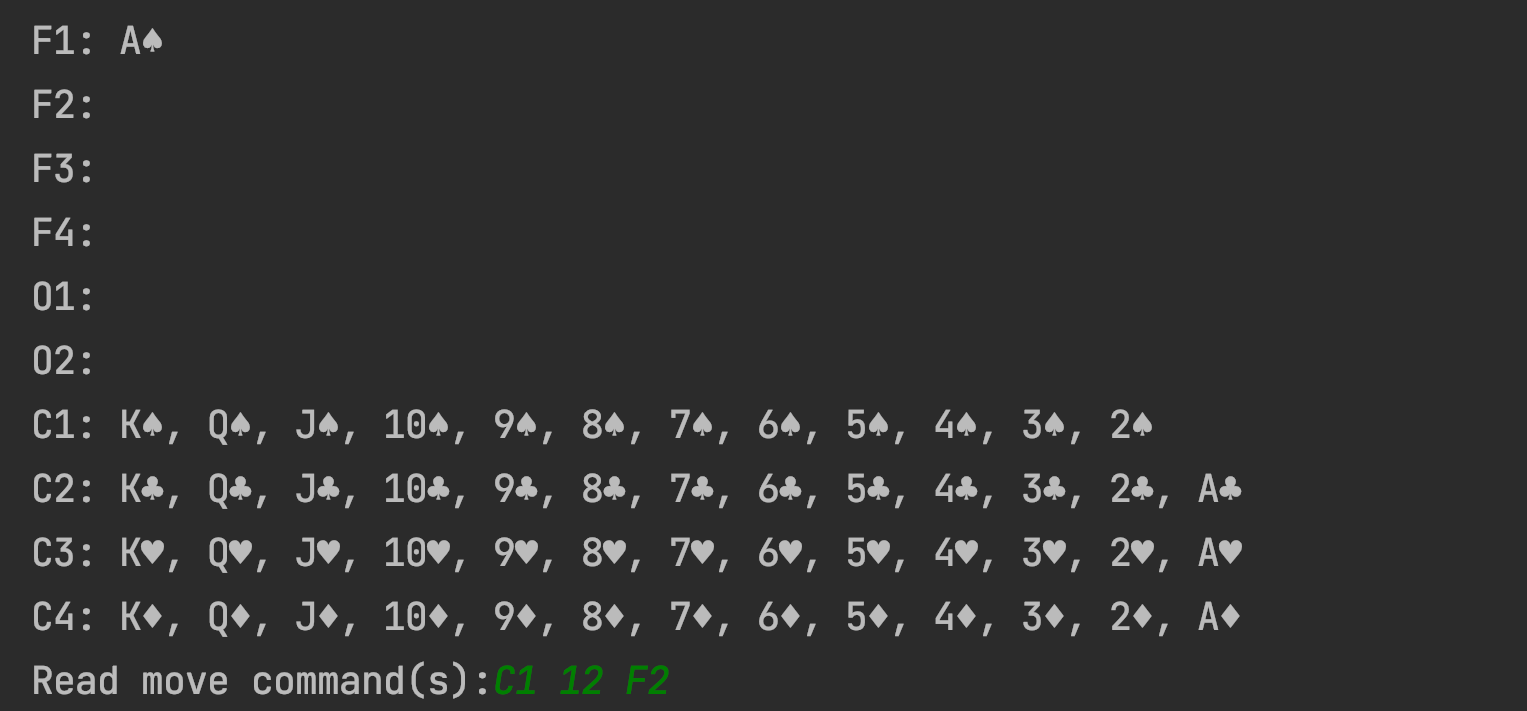 F1: A♠
F2:
F3:
F4:
O1:
O2:
C1: K♠, Q♠, J♠, 10♠, 9♠, 8♠, 7♠, 6♠, 5♠, 4♠, 3♠, 2♠
C2: K♣, Q♣, J♣, 10♣, 9♣, 8♣, 7♣, 6♣, 5♣, 4♣, 3♣, 2♣, A♣
C3: K♥, Q♥, J♥, 10♥, 9♥, 8♥, 7♥, 6♥, 5♥, 4♥, 3♥, 2♥, A♥
C4: K♦, Q♦, J♦, 10♦, 9♦, 8♦, 7♦, 6♦, 5♦, 4♦, 3♦, 2♦, A♦
Read move command(s):C1 12 F2